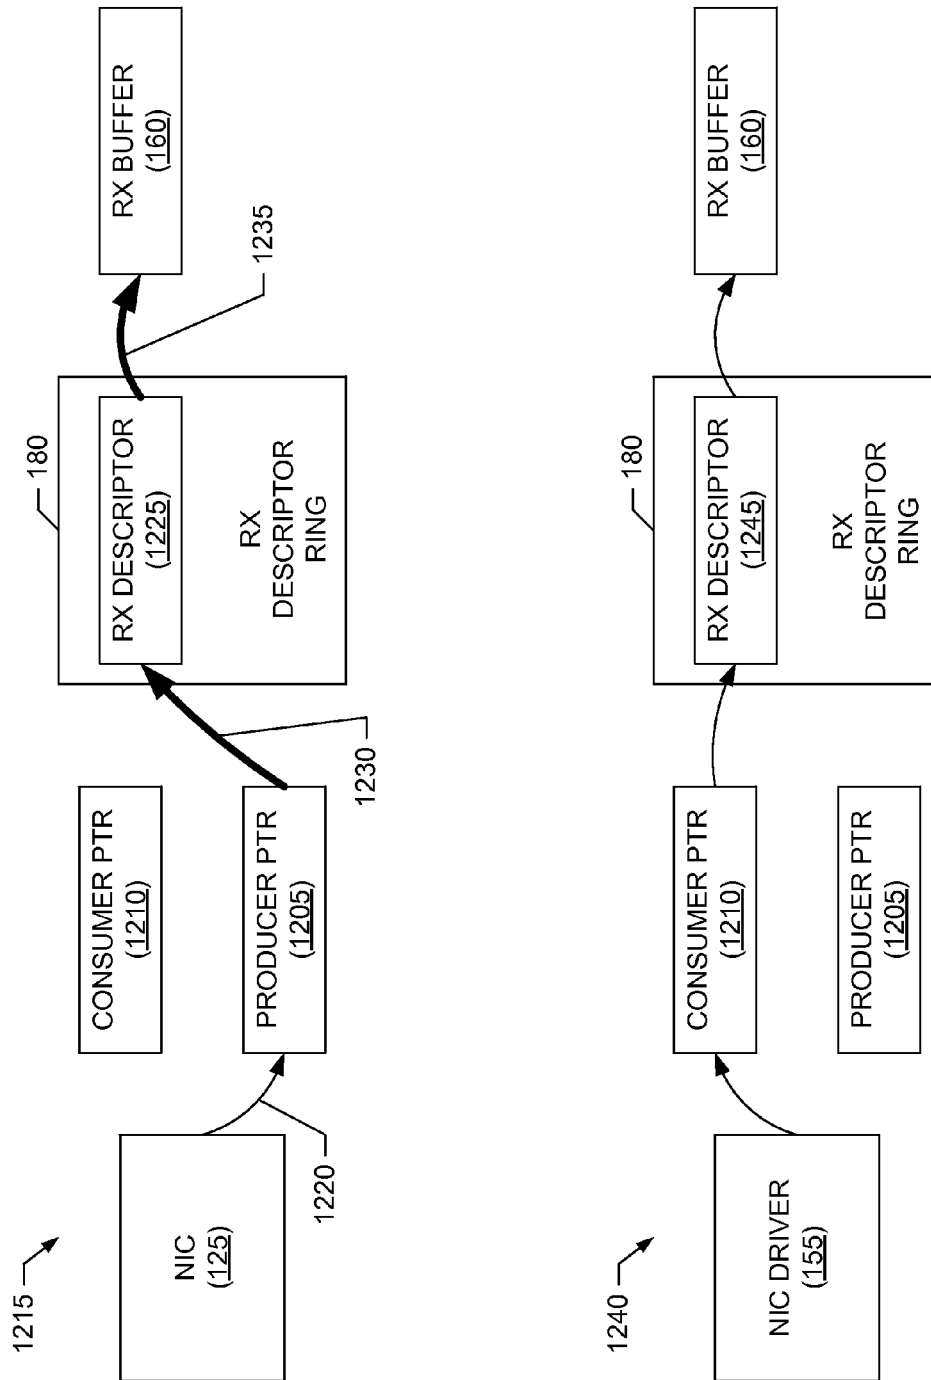 1215
NIC
(125)
1220
CONSUMER PTR
(1210)
PRODUCER PTR
(1205)
1230
180
RX DESCRIPTOR
(1225)
RX
DESCRIPTOR
RING
1235
RX BUFFER
(160)
1240
NIC DRIVER
(155)
CONSUMER PTR
(1210)
PRODUCER PTR
(1205)
180
RX DESCRIPTOR
(1245)
RX
DESCRIPTOR
RING
RX BUFFER
(160)